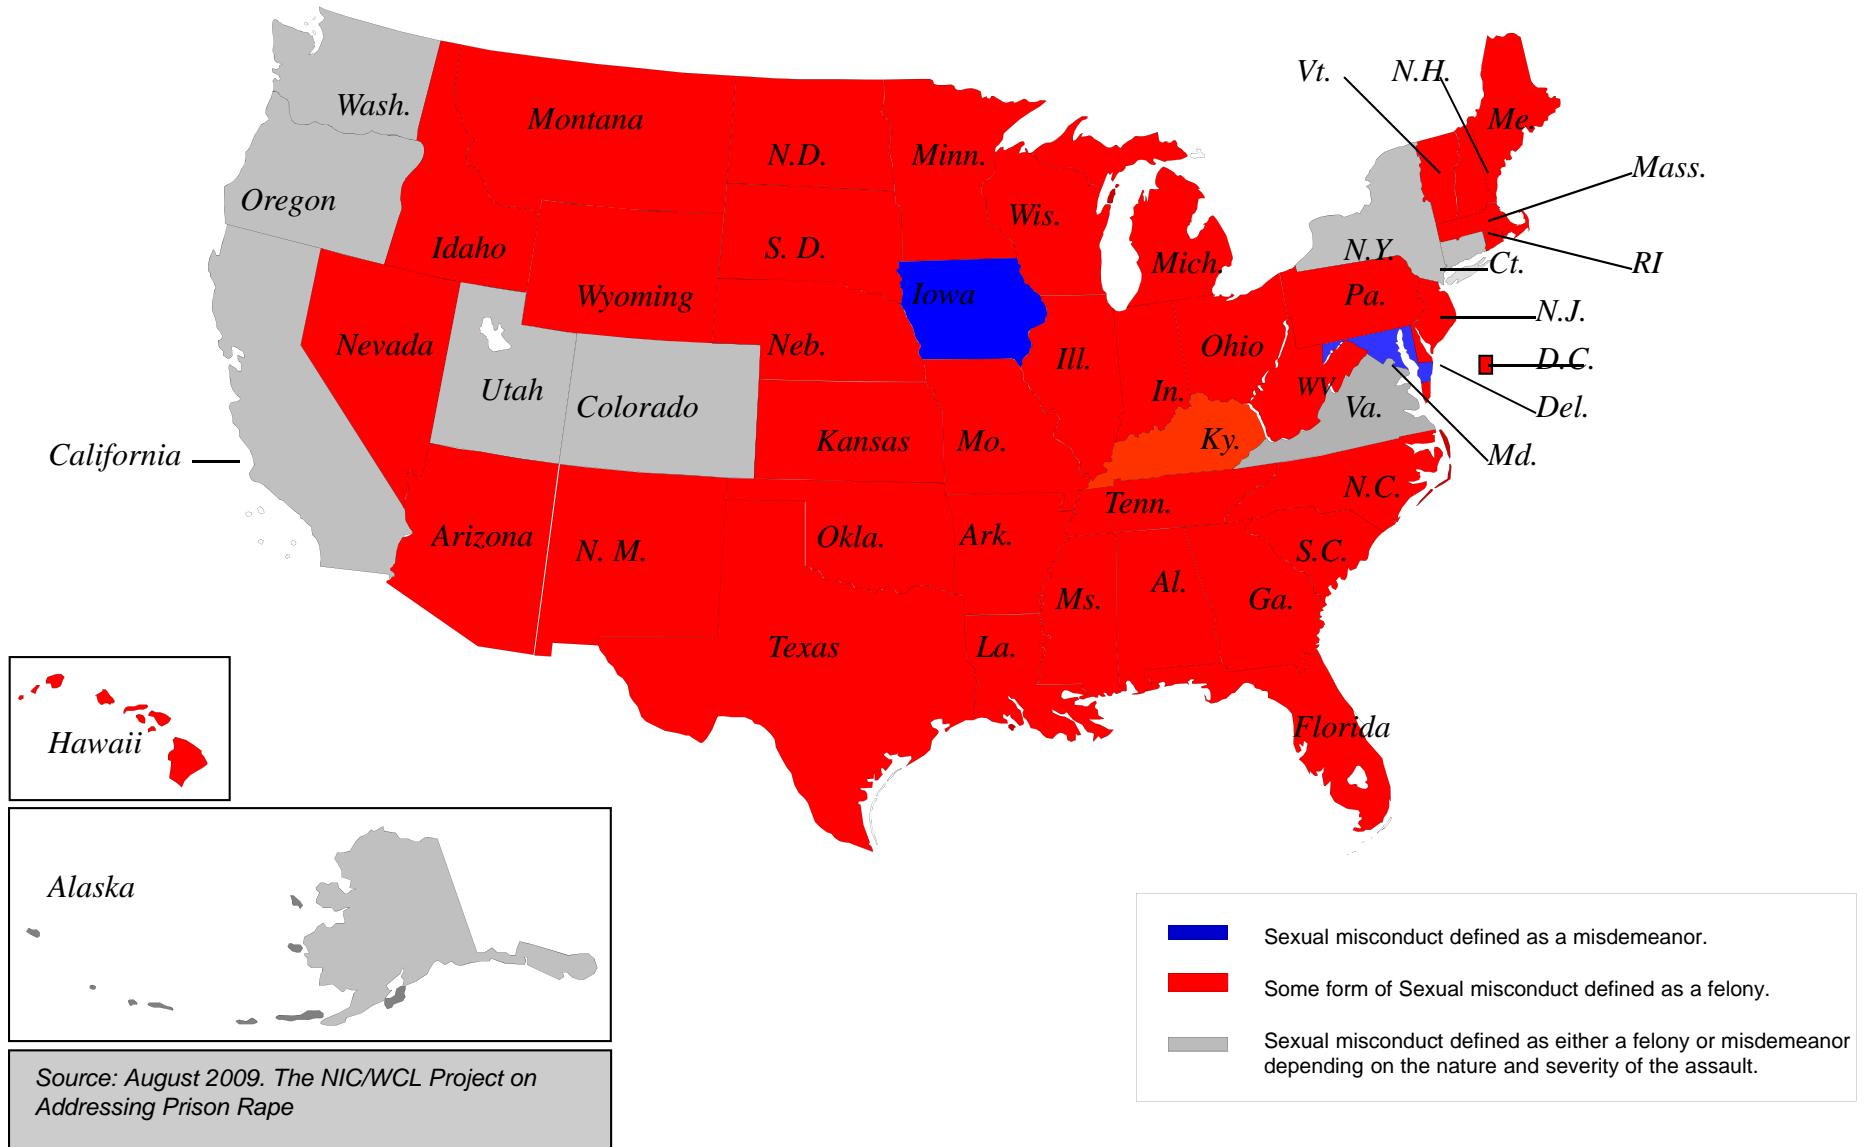 Vt.
N.H.
Wash.
Montana
Me.
N.D.
Minn.
Mass.
Oregon
Wis.
Idaho
S. D.
N.Y.
Mich.
Ct.
RI
Wyoming
Iowa
Pa.
N.J.
Nevada
Neb.
Ill.
Ohio
D.C.
Utah
Colorado
In.
WV
Va.
Del.
California
Kansas
Mo.
Ky.
Md.
Tenn.
N.C.
Arizona
N. M.
Okla.
Ark.
S.C.
Ms.
Al.
Ga.
Texas
La.
Florida
Hawaii
Alaska
Sexual misconduct defined as a misdemeanor.
Some form of Sexual misconduct defined as a felony.
Sexual misconduct defined as either a felony or misdemeanor
depending on the nature and severity of the assault.
Source: August 2009. The NIC/WCL Project on
Addressing Prison Rape